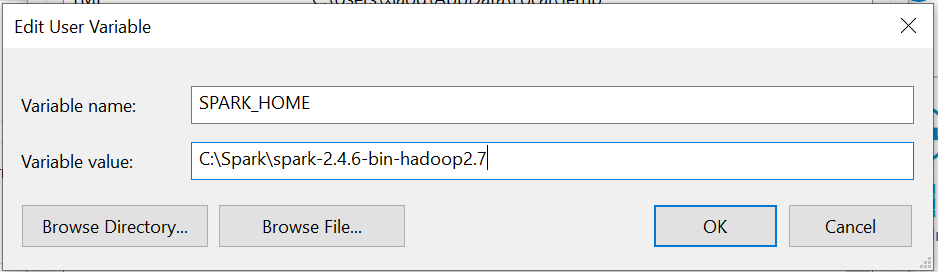 Edit User Variable
Variable name:
SPARK_HOME
Variable value:
C:\Spark\spark-2.4.6-bin-hadoop2.7
Browse Directory...
Browse File...
OK
Cancel